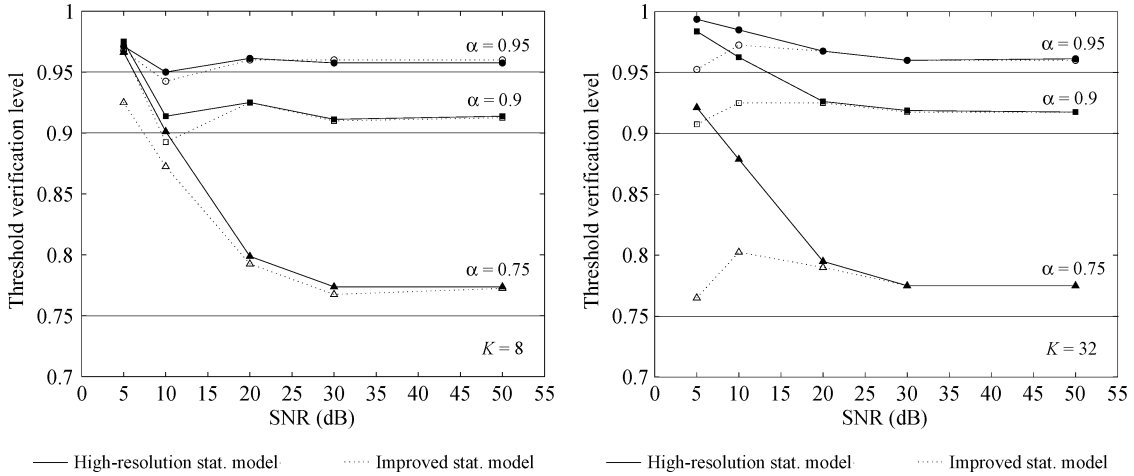 Threshold verification level
1
0.95
0.9
0.85
0.8
0.75
0.7
α = 0.95
α = 0.9
α = 0.75
K = 8
0 5 10 15 20 25 30 35 40 45 50 55
SNR (dB)
High-resolution stat. model
Improved stat. model
Threshold verification level
1
0.95
0.9
0.85
0.8
0.75
0.7
α = 0.95
α = 0.9
α = 0.75
K = 32
0 5 10 15 20 25 30 35 40 45 50 55
SNR (dB)
High-resolution stat. model
Improved stat. model